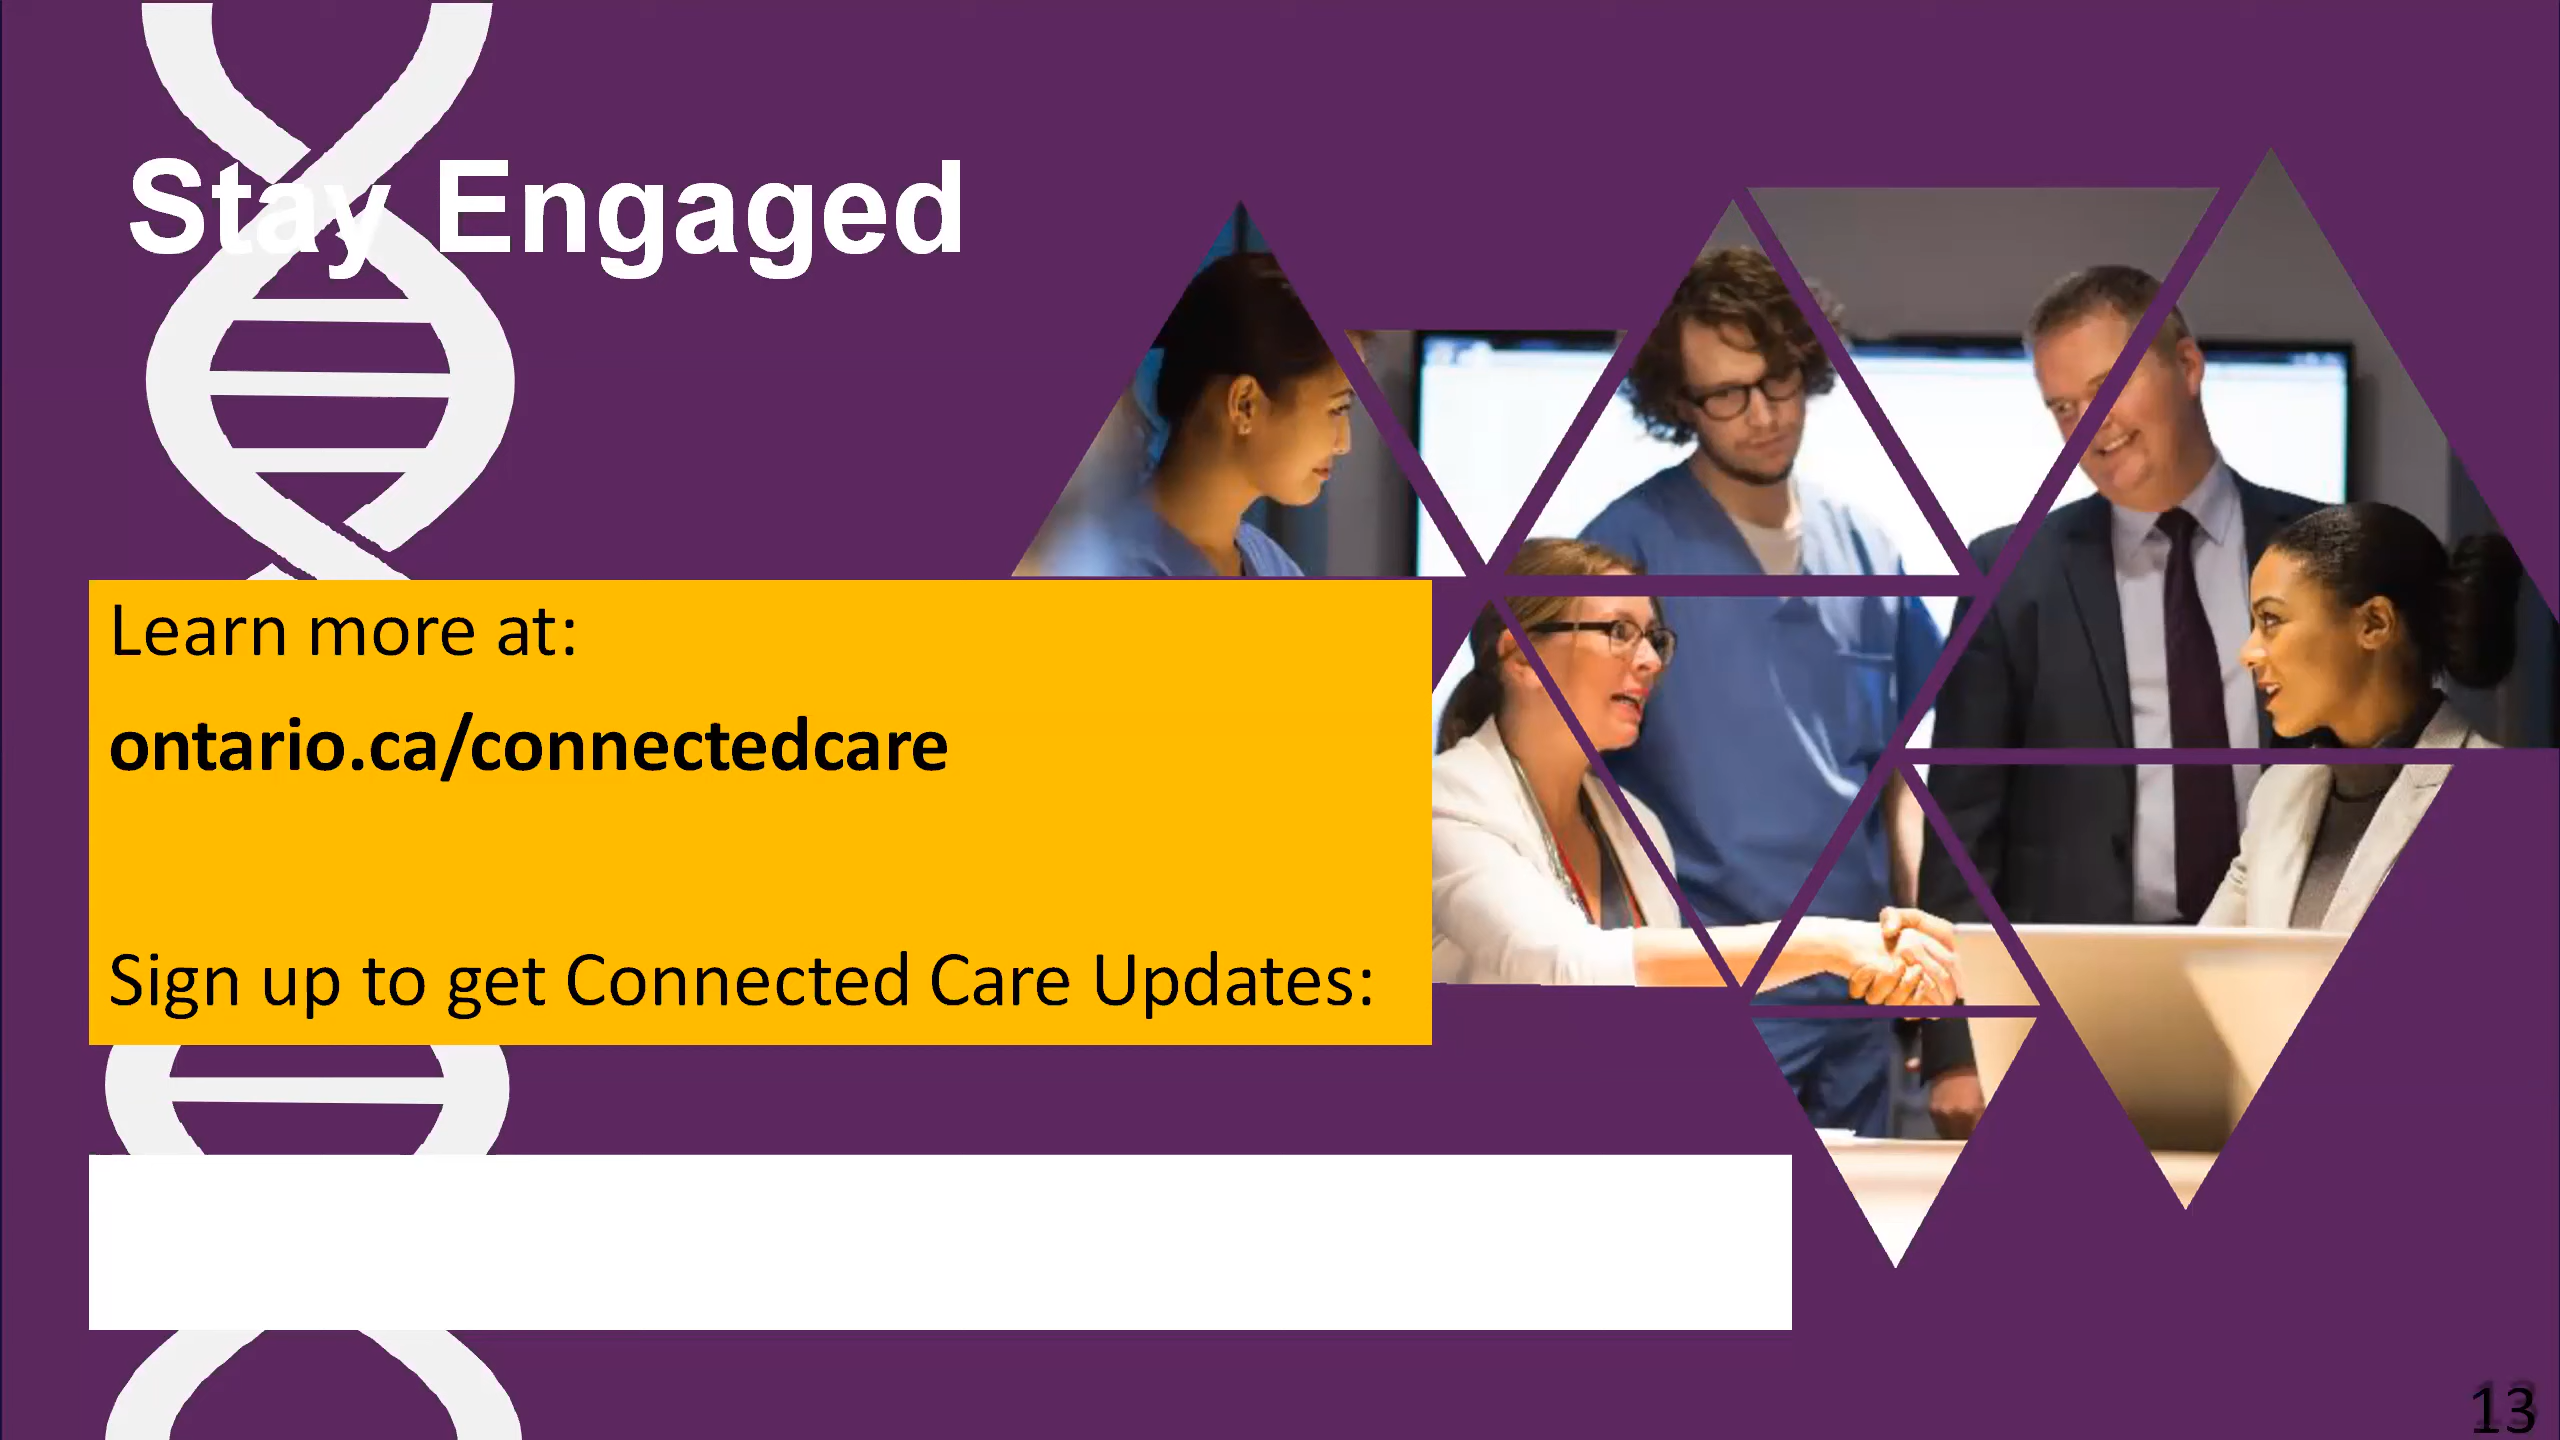 Stay Engaged
Learn more at:
ontario.ca/connectedcare
Sign up to get Connected Care Updates:
13